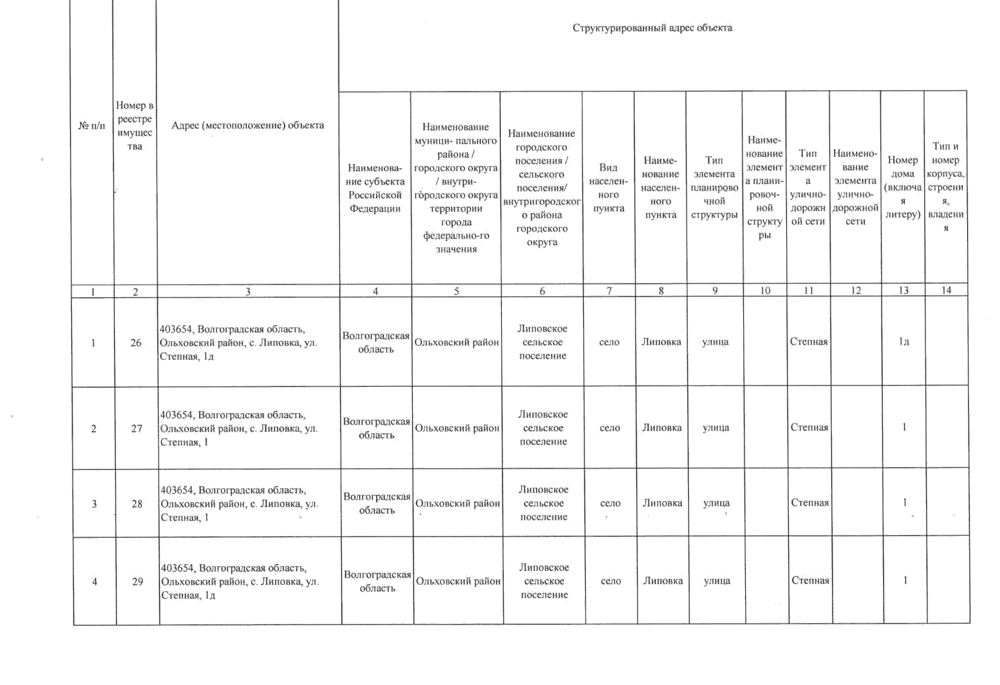 Структурированный адрес объекта
№ п/п
Номер в
реестре
имущес
тва
Адрес (местоположение) объекта
Наименова-
ние субъекта
Российской
Федерации
Наименование
муници- пального
района /
городского округа
/ внутри-
городского округа
территории
города
федерально-го
значения
Наименование
городского
поселения /
сельского
поселения/
внутригородског
о района
городского
округа
Вид
населен-
ного
пункта
Наиме-
нование
населен-
ного
пункта
Тип
элемента
планирово
чной
структуры
Наиме-
нование
элемент
а плани-
ровоч-
ной
структу
ры
Тип
элемент
а
улично-
дорожн
ой сети
Наимено-
вание
элемента
улично-
дорожной
сети
Номер
дома
(включа
я
литеру)
Тип и
номер
корпуса,
строени
я,
владени
я
1 2 3 4 5 6 7 8 9 10 11 12 13 14
1
26
403654, Волгоградская область,
Ольховский район, с. Липовка, ул.
Степная, 1д
Волгоградская
область
Ольховский район
Липовское
сельское
поселение
село
Липовка
улица
Степная
1д
2
27
403654, Волгоградская область,
Ольховский район, с. Липовка, ул.
Степная, 1
Волгоградская
область
Ольховский район
Липовское
сельское
поселение
село
Липовка
улица
Степная
1
3
28
403654, Волгоградская область,
Ольховский район, с. Липовка, ул.
Степная, 1
Волгоградская
область
Ольховский район
Липовское
сельское
поселение
село
Липовка
улица
Степная
1
4
29
403654, Волгоградская область,
Ольховский район, с. Липовка, ул.
Степная, 1д
Волгоградская
область
Ольховский район
Липовское
сельское
поселение
село
Липовка
улица
Степная
1